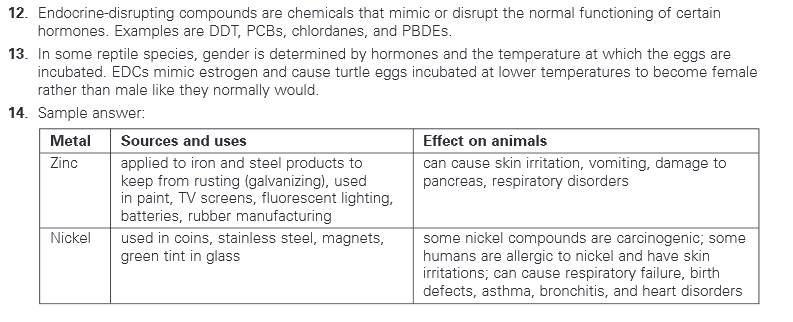 12. Endocrine-disrupting compounds are chemicals that mimic or disrupt the normal functioning of certain
hormones. Examples are DDT, PCBs, chlordanes, and PBDEs.
13. In some reptile species, gender is determined by hormones and the temperature at which the eggs are
incubated. EDCs mimic estrogen and cause turtle eggs incubated at lower temperatures to become female
rather than male like they normally would.
14. Sample answer:
Metal Sources and uses Effect on animals
Zinc applied to iron and steel products to can cause skin irritation, vomiting, damage to
keep from rusting (galvanizing), used pancreas, respiratory disorders
in paint, TV screens, fluorescent lighting,
batteries, rubber manufacturing
Nickel used in coins, stainless steel, magnets, some nickel compounds are carcinogenic; some
green tint in glass humans are allergic to nickel and have skin
irritations; can cause respiratory failure, birth
defects, asthma, bronchitis, and heart disorders